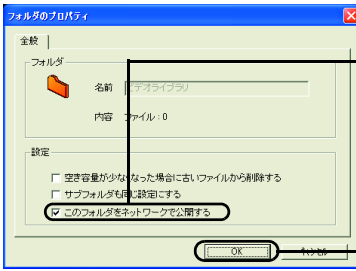 フォルダのプロパティ
全般
フォルダ
名前 ビデオライブラリ
内容 ファイル:0
設定
空き容量が少なくなった場合に古いファイルから削除する
サブフォルダも同じ設定にする
このフォルダをネットワークで公開する
OK
キャンセル